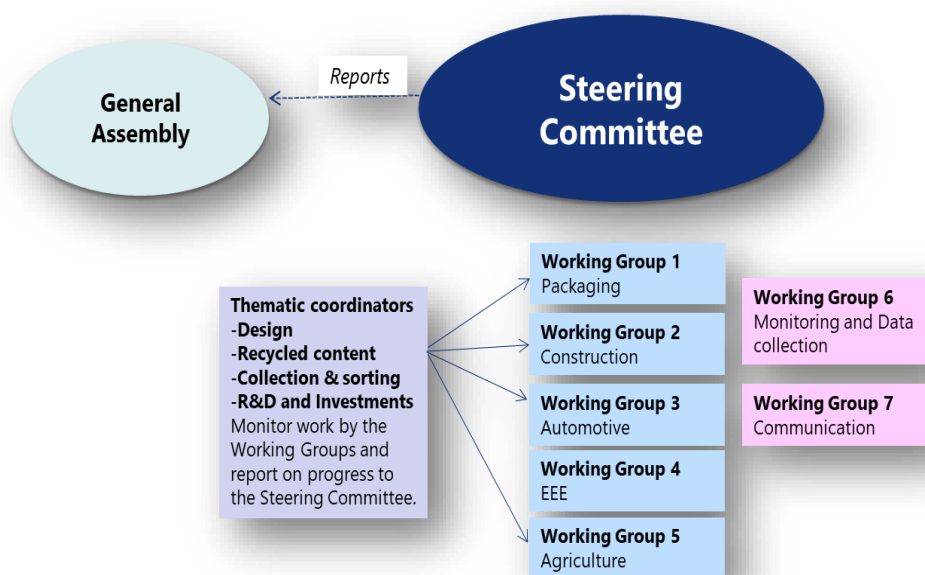 General
Assembly
Reports
Steering
Committee
Thematic coordinators
-Design
-Recycled content
-Collection & sorting
-R&D and Investments
Monitor work by the
Working Groups and
report on progress to
the Steering Committee.
Working Group 1
Packaging
Working Group 2
Construction
Working Group 3
Automotive
Working Group 4
EEE
Working Group 5
Agriculture
Working Group 6
Monitoring and Data
collection
Working Group 7
Communication